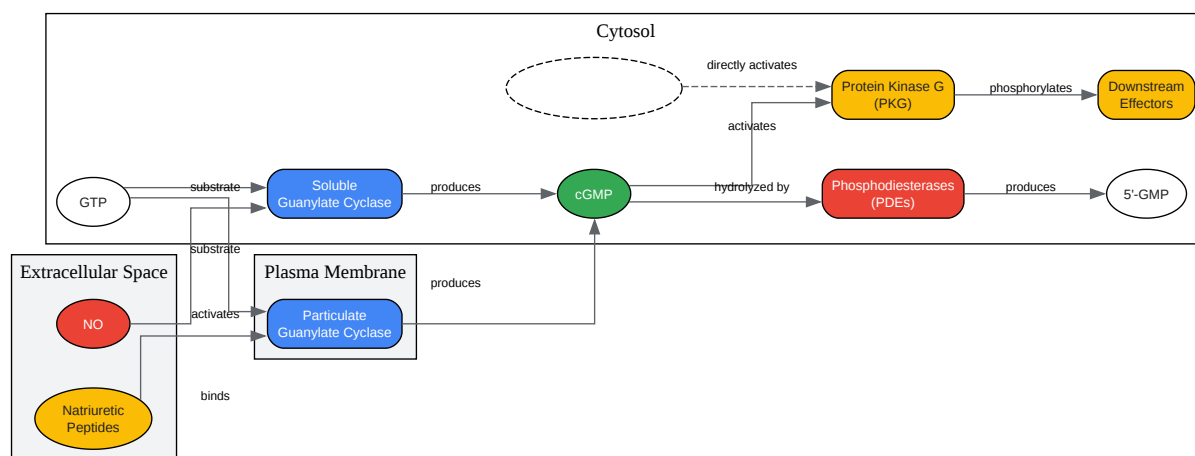 Cytosol
directly activates
Protein Kinase G
(PKG)
phosphorylates
Downstream
Effectors
activates
GTP
substrate
Soluble
Guanylate Cyclase
produces
cGMP
hydrolyzed by
Phosphodiesterases
(PDEs)
produces
5'-GMP
substrate
Extracellular Space
Plasma Membrane
produces
NO
activates
Particulate
Guanylate Cyclase
binds
Natriuretic
Peptides